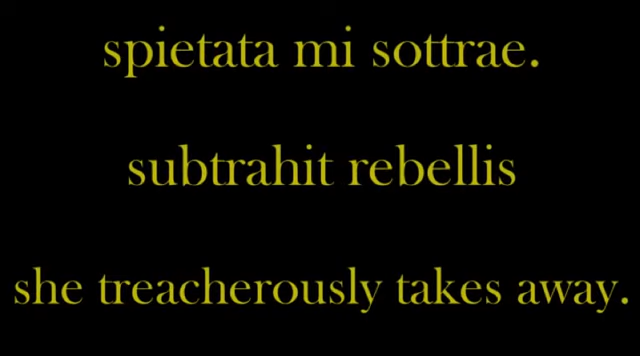 spietata mi sottrae.
subtrahit rebellis
she treacherously takes away.